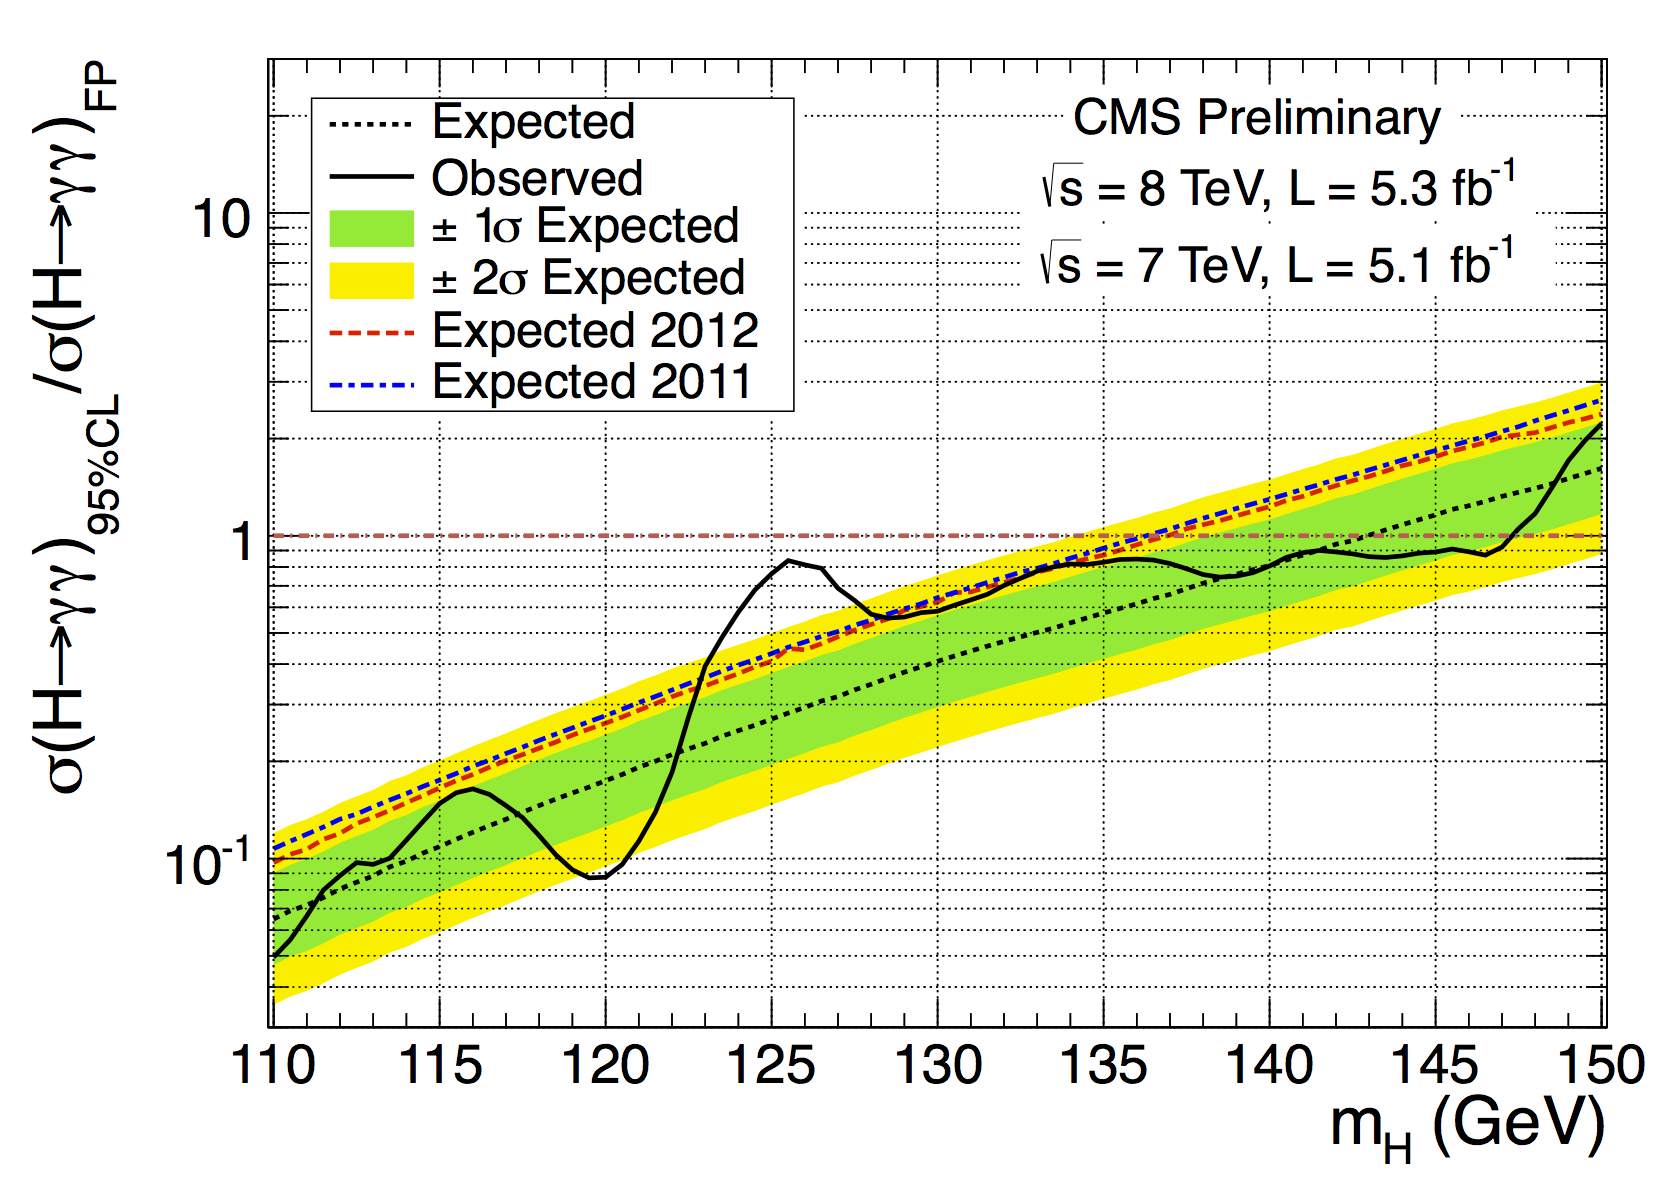 σ(H→γγ)95%CL /σ(H→γγ)FP
Expected
Observed
± 1σ Expected
± 2σ Expected
Expected 2012
Expected 2011
CMS Preliminary
√s = 8 TeV, L = 5.3 fb⁻¹
√s = 7 TeV, L = 5.1 fb⁻¹
10
1
10⁻¹
110 115 120 125 130 135 140 145 150
mH (GeV)